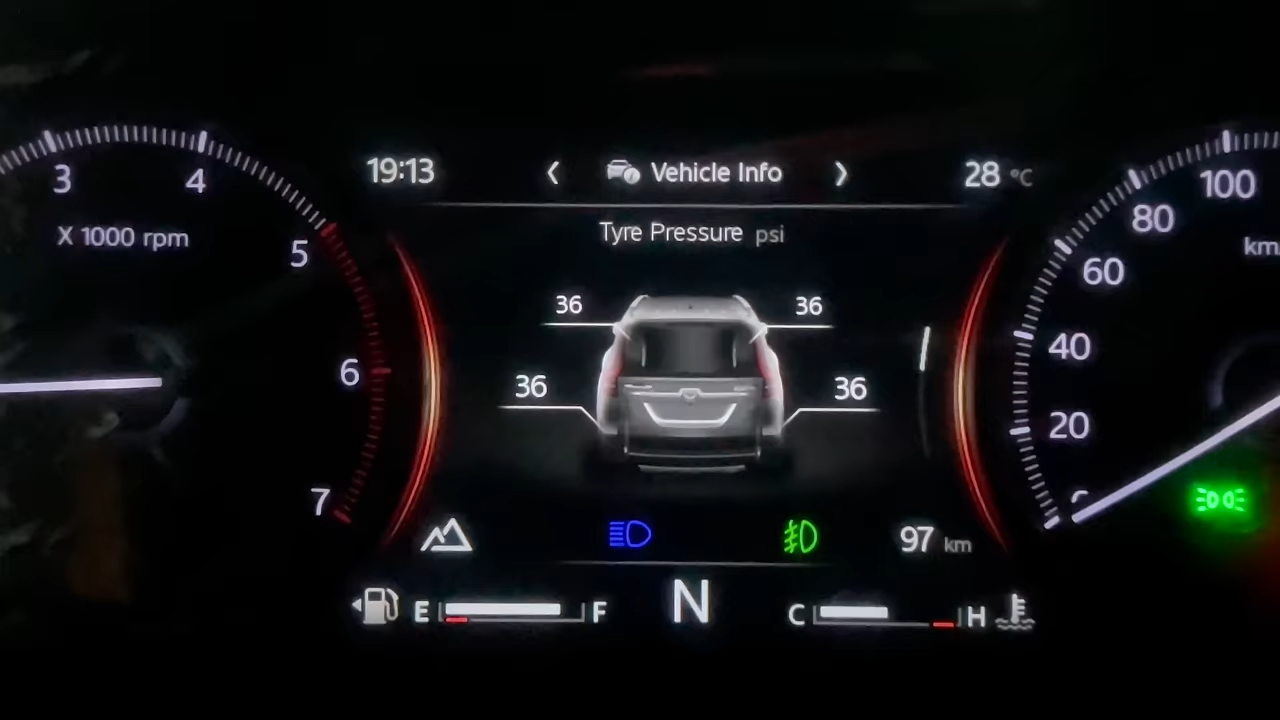 19:13
Vehicle Info
28 °C
Tyre Pressure psi
36
36
36
36
3
4
5
6
7
X 1000 rpm
100
80
60
40
20
km
97 km
E
F
N
C
H